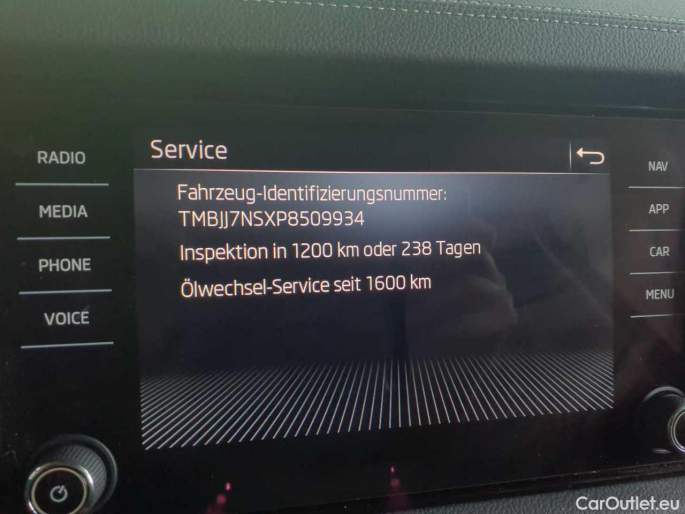 Service
RADIO
MEDIA
PHONE
VOICE
Fahrzeug-Identifizierungsnummer:
TMBJJ7NSXP8509934
Inspektion in 1200 km oder 238 Tagen
Ölwechsel-Service seit 1600 km
NAV
APP
CAR
MENU
CarOutlet.eu